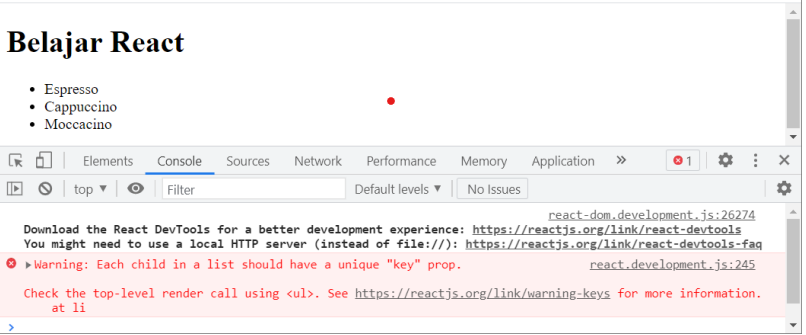 Belajar React
Espresso
Cappuccino
Moccacino
Elements Console Sources Network Performance Memory Application » 1
top ▼ Filter Default levels ▼ No Issues
react-dom.development.js:26274
Download the React DevTools for a better development experience: https://reactjs.org/link/react-devtools
You might need to use a local HTTP server (instead of file://): https://reactjs.org/link/react-devtools-faq
Warning: Each child in a list should have a unique "key" prop. react.development.js:245
Check the top-level render call using <ul>. See https://reactjs.org/link/warning-keys for more information.
at li